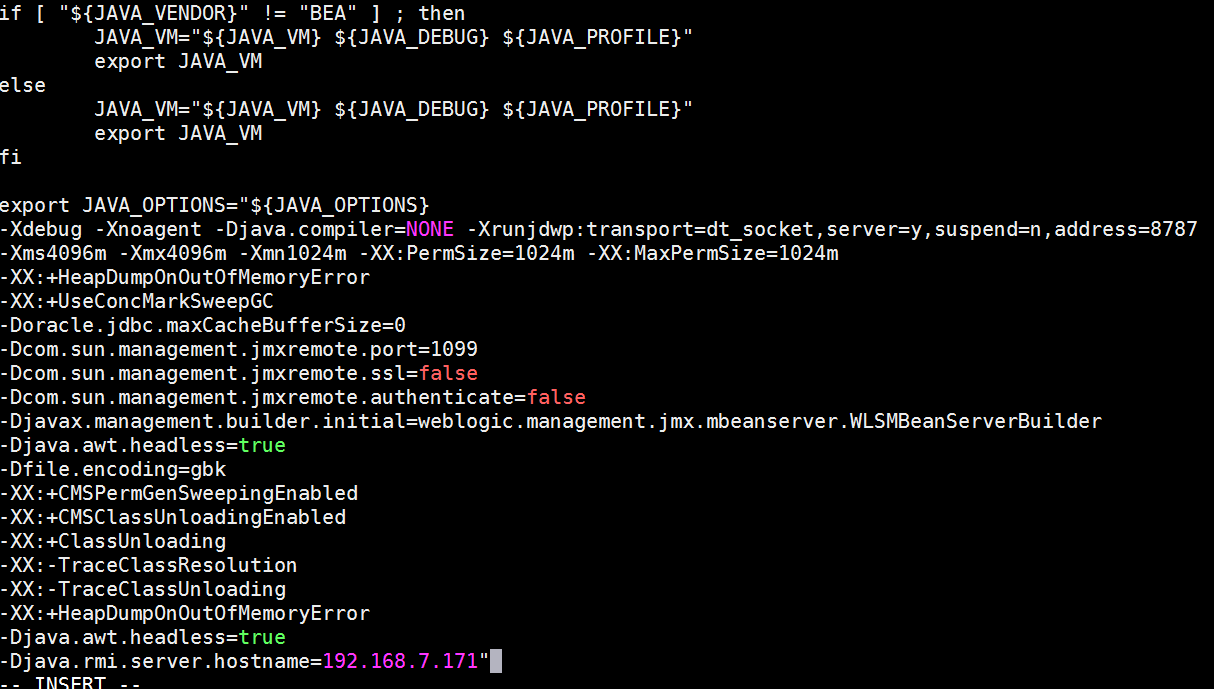 if [ "${JAVA_VENDOR}" != "BEA" ] ; then
        JAVA_VM="${JAVA_VM} ${JAVA_DEBUG} ${JAVA_PROFILE}"
        export JAVA_VM
else
        JAVA_VM="${JAVA_VM} ${JAVA_DEBUG} ${JAVA_PROFILE}"
        export JAVA_VM
fi

export JAVA_OPTIONS="${JAVA_OPTIONS}
-Xdebug -Xnoagent -Djava.compiler=NONE -Xrunjdwp:transport=dt_socket,server=y,suspend=n,address=8787
-Xms4096m -Xmx4096m -Xmn1024m -XX:PermSize=1024m -XX:MaxPermSize=1024m
-XX:+HeapDumpOnOutOfMemoryError
-XX:+UseConcMarkSweepGC
-Doracle.jdbc.maxCacheBufferSize=0
-Dcom.sun.management.jmxremote.port=1099
-Dcom.sun.management.jmxremote.ssl=false
-Dcom.sun.management.jmxremote.authenticate=false
-Djavax.management.builder.initial=weblogic.management.jmx.mbeanserver.WLSMBeanServerBuilder
-Djava.awt.headless=true
-Dfile.encoding=gbk
-XX:+CMSPermGenSweepingEnabled
-XX:+CMSClassUnloadingEnabled
-XX:+ClassUnloading
-XX:-TraceClassResolution
-XX:-TraceClassUnloading
-XX:+HeapDumpOnOutOfMemoryError
-Djava.awt.headless=true
-Djava.rmi.server.hostname=192.168.7.171"
-- INSERT --